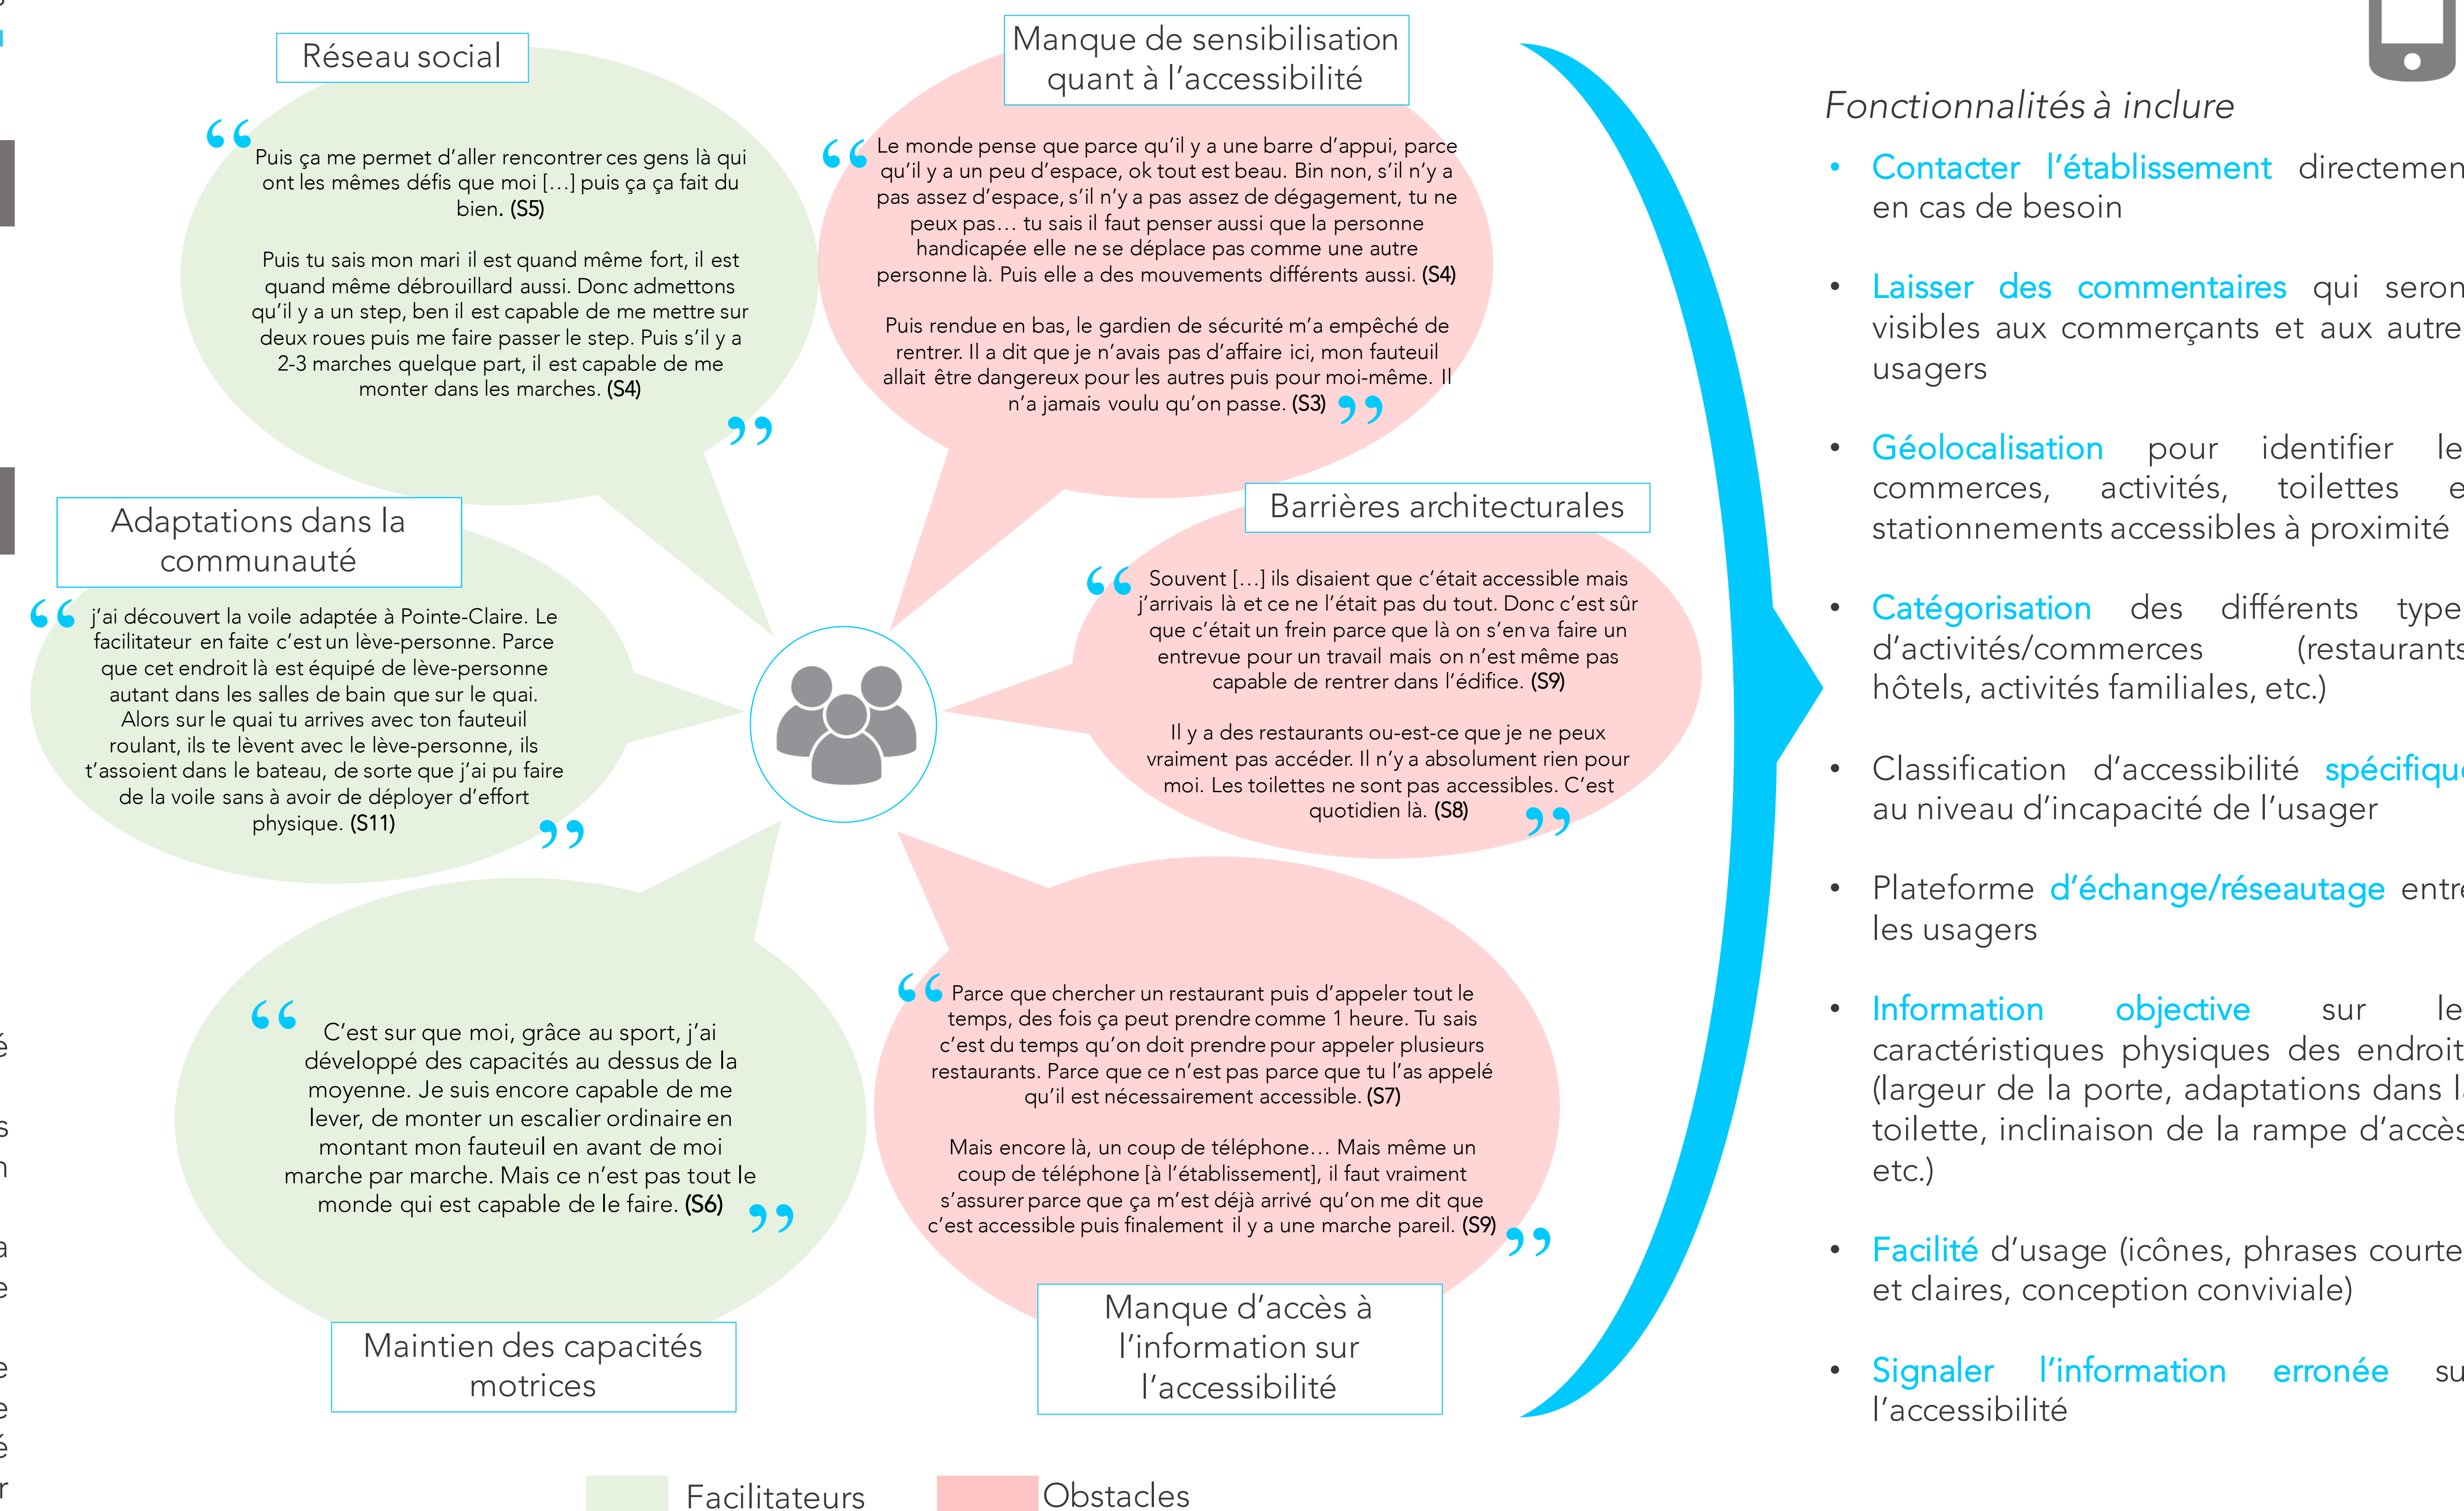 Réseau social
Puis ça me permet d’aller rencontrer ces gens là qui
ont les mêmes défis que moi […] puis ça ça fait du
bien. (S5)
Puis tu sais mon mari il est quand même fort, il est
quand même débrouillard aussi. Donc admettons
qu’il y a un step, ben il est capable de me mettre sur
deux roues puis me faire passer le step. Puis s’il y a
2-3 marches quelque part, il est capable de me
monter dans les marches. (S4)
Manque de sensibilisation
quant à l’accessibilité
Le monde pense que parce qu’il y a une barre d’appui, parce
qu’il y a un peu d’espace, ok tout est beau. Bin non, s’il n’y a
pas assez d’espace, s’il n’y a pas assez de dégagement, tu ne
peux pas… tu sais il faut penser aussi que la personne
handicapée elle ne se déplace pas comme une autre
personne là. Puis elle a des mouvements différents aussi. (S4)
Puis rendue en bas, le gardien de sécurité m’a empêché de
rentrer. Il a dit que je n’avais pas d’affaire ici, mon fauteuil
allait être dangereux pour les autres puis pour moi-même. Il
n’a jamais voulu qu’on passe. (S3)
Adaptations dans la
communauté
j’ai découvert la voile adaptée à Pointe-Claire. Le
facilitateur en faite c’est un lève-personne. Parce
que cet endroit là est équipé de lève-personne
autant dans les salles de bain que sur le quai.
Alors sur le quai tu arrives avec ton fauteuil
roulant, ils te lèvent avec le lève-personne, ils
t’assoient dans le bateau, de sorte que j’ai pu faire
de la voile sans à avoir de déployer d’effort
physique. (S11)
Barrières architecturales
Souvent […] ils disaient que c’était accessible mais
j’arrivais là et ce ne l’était pas du tout. Donc c’est sûr
que c’était un frein parce que là on s’en va faire un
entrevue pour un travail mais on n’est même pas
capable de rentrer dans l’édifice. (S9)
Il y a des restaurants ou-est-ce que je ne peux
vraiment pas accéder. Il n’y a absolument rien pour
moi. Les toilettes ne sont pas accessibles. C’est
quotidien là. (S8)
C’est sur que moi, grâce au sport, j’ai
développé des capacités au dessus de la
moyenne. Je suis encore capable de me
lever, de monter un escalier ordinaire en
montant mon fauteuil en avant de moi
marche par marche. Mais ce n’est pas tout le
monde qui est capable de le faire. (S6)
Maintien des capacités
motrices
Parce que chercher un restaurant puis d’appeler tout le
temps, des fois ça peut prendre comme 1 heure. Tu sais
c’est du temps qu’on doit prendre pour appeler plusieurs
restaurants. Parce que ce n’est pas parce que tu l’as appelé
qu’il est nécessairement accessible. (S7)
Mais encore là, un coup de téléphone… Mais même un
coup de téléphone [à l’établissement], il faut vraiment
s’assurer parce que ça m’est déjà arrivé qu’on me dit que
c’est accessible puis finalement il y a une marche pareil. (S9)
Manque d’accès à
l’information sur
l’accessibilité
Facilitateurs
Obstacles
Fonctionnalités à inclure
• Contacter l’établissement directemen
en cas de besoin
• Laisser des commentaires qui seron
visibles aux commerçants et aux autre
usagers
• Géolocalisation pour identifier le
commerces, activités, toilettes e
stationnements accessibles à proximité
• Catégorisation des différents type
d’activités/commerces (restaurants
hôtels, activités familiales, etc.)
• Classification d’accessibilité spécifique
au niveau d’incapacité de l’usager
• Plateforme d’échange/réseautage entre
les usagers
• Information objective sur le
caractéristiques physiques des endroit
(largeur de la porte, adaptations dans la
toilette, inclinaison de la rampe d’accès
etc.)
• Facilité d’usage (icônes, phrases courte
et claires, conception conviviale)
• Signaler l’information erronée su
l’accessibilité